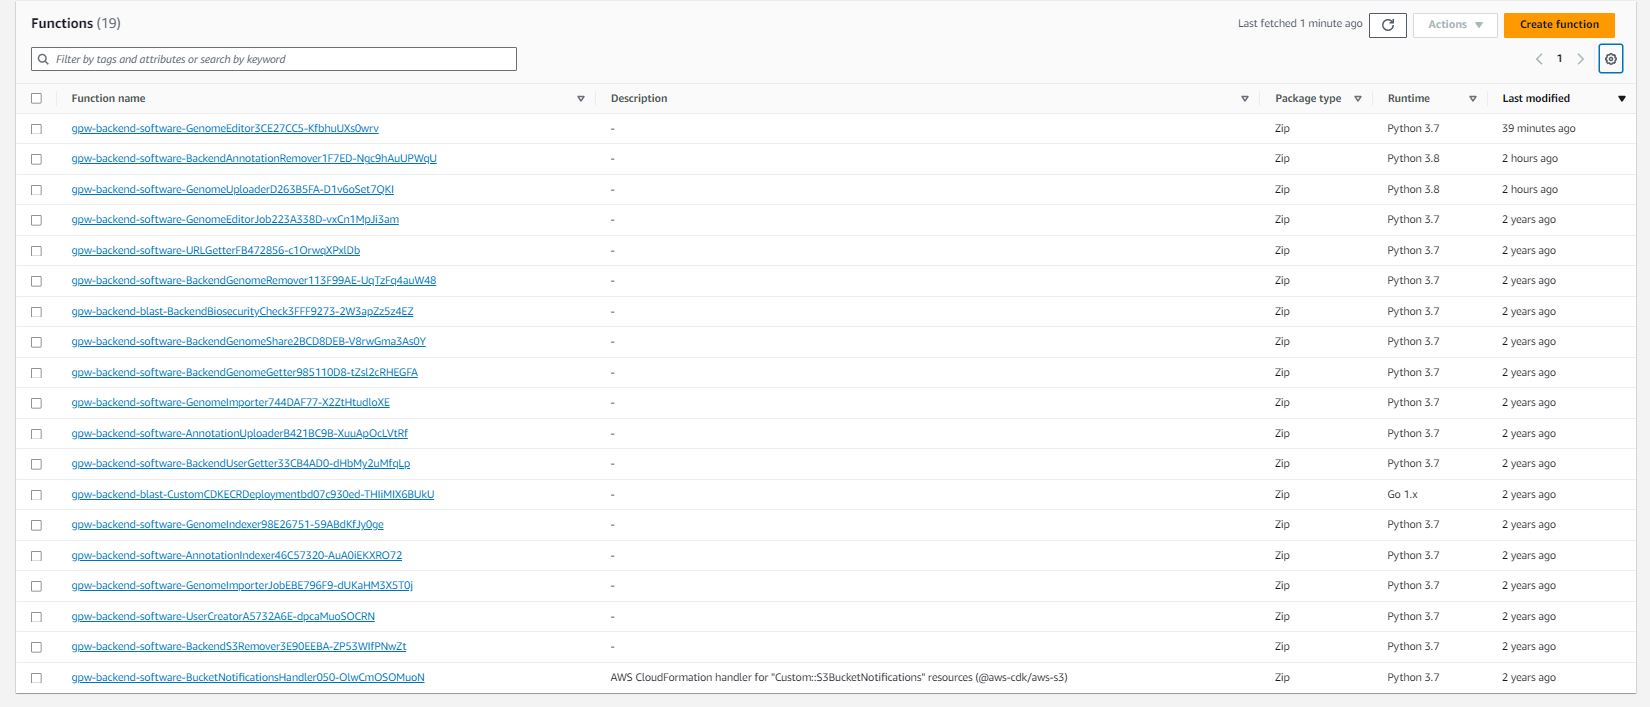 Functions (19)
Last fetched 1 minute ago
Actions
Create function
Filter by tags and attributes or search by keyword
1
Function name Description Package type Runtime Last modified
gpw-backend-software-GenomeEditor3CE27CC5-KfbhuUXs0wrv - Zip Python 3.7 39 minutes ago
gpw-backend-software-BackendAnnotationRemover1F7ED-Ngc9hAuUPWqU - Zip Python 3.8 2 hours ago
gpw-backend-software-GenomeUploaderD263B5FA-D1v6oSet7QKI - Zip Python 3.8 2 hours ago
gpw-backend-software-GenomeEditorJob223A338D-vxCn1MpJi3am - Zip Python 3.7 2 years ago
gpw-backend-software-URLGetterFB472856-c1OrwqXPxlDb - Zip Python 3.7 2 years ago
gpw-backend-software-BackendGenomeRemover113F99AE-UqTzFq4auW48 - Zip Python 3.7 2 years ago
gpw-backend-blast-BackendBiosecurityCheck3FFF9273-2W3apZz5z4EZ - Zip Python 3.7 2 years ago
gpw-backend-software-BackendGenomeShare2BCD8DEB-V8rwGma3As0Y - Zip Python 3.7 2 years ago
gpw-backend-software-BackendGenomeGetter985110D8-tZsl2cRHEGFA - Zip Python 3.7 2 years ago
gpw-backend-software-GenomeImporter744DAF77-X2ZtHtudloXE - Zip Python 3.7 2 years ago
gpw-backend-software-AnnotationUploaderB421BC9B-XuuApOcLVtRf - Zip Python 3.7 2 years ago
gpw-backend-software-BackendUserGetter33CB4AD0-dHbMy2uMfqLp - Zip Python 3.7 2 years ago
gpw-backend-blast-CustomCDKECRDeploymentbd07c930ed-THIiMIX6BUkU - Zip Go 1.x 2 years ago
gpw-backend-software-GenomeIndexer98E26751-59ABdKfJy0ge - Zip Python 3.7 2 years ago
gpw-backend-software-AnnotationIndexer46C57320-AuA0iEKXRO72 - Zip Python 3.7 2 years ago
gpw-backend-software-GenomeImporterJobEBE796F9-dUKaHM3X5T0j - Zip Python 3.7 2 years ago
gpw-backend-software-UserCreatorA5732A6E-dpcaMuoSOCRN - Zip Python 3.7 2 years ago
gpw-backend-software-BackendS3Remover3E90EEBA-ZP53WIfPNwZt - Zip Python 3.7 2 years ago
gpw-backend-software-BucketNotificationsHandler050-OlwCmOSOMuoN AWS CloudFormation handler for "Custom::S3BucketNotifications" resources (@aws-cdk/aws-s3) Zip Python 3.7 2 years ago